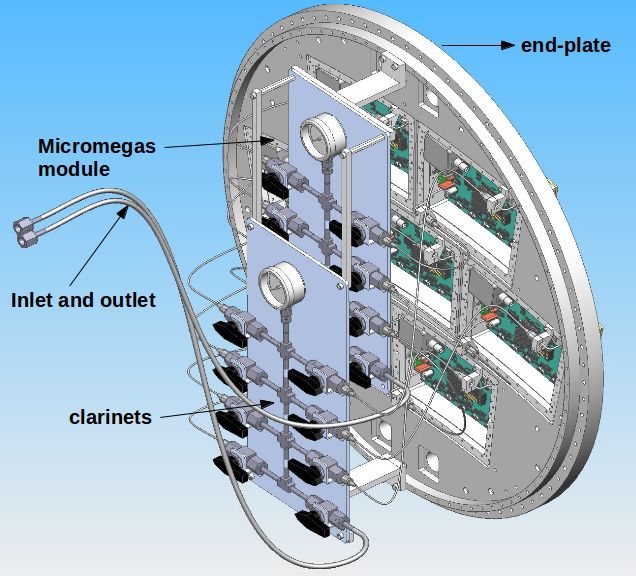 end-plate
Micromegas
module
Inlet and outlet
clarinets